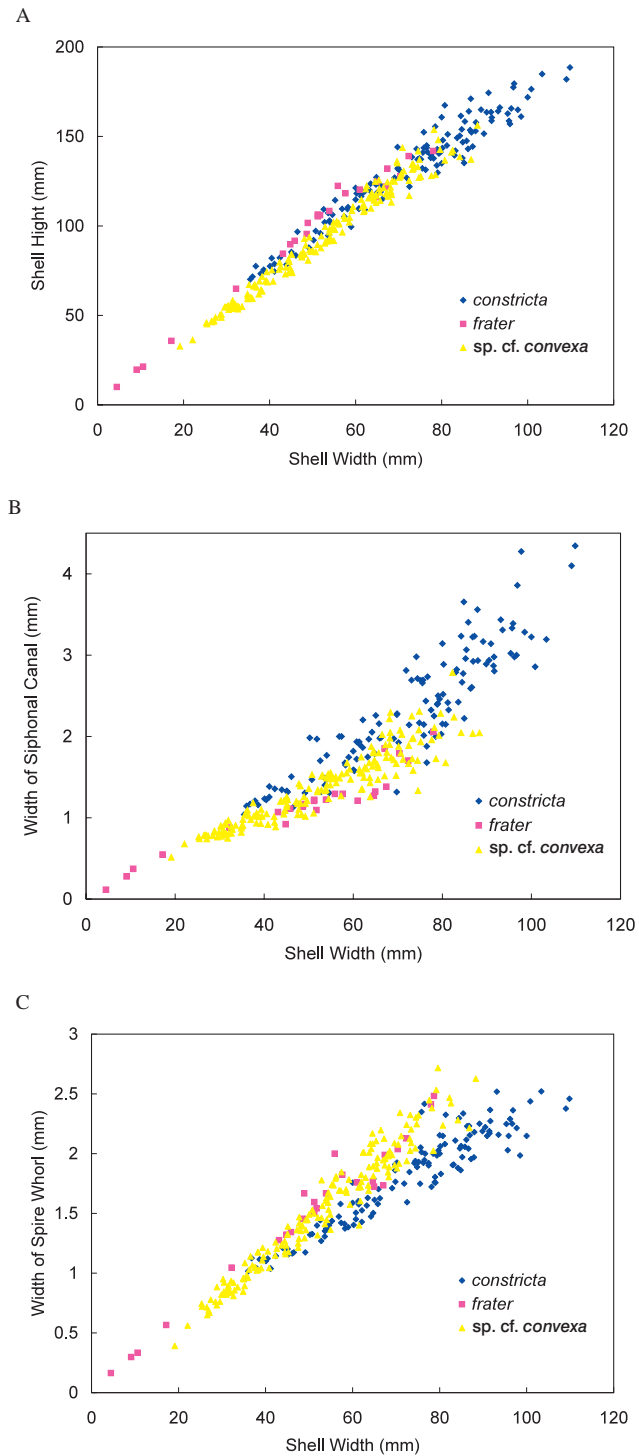 A
200
150
100
50
0
Shell Hight (mm)
constricta
frater
sp. cf. convexa
0 20 40 60 80 100 120
Shell Width (mm)
B
4
3
2
1
0
Width of Siphonal Canal (mm)
constricta
frater
sp. cf. convexa
0 20 40 60 80 100 120
Shell Width (mm)
C
3
2.5
2
1.5
1
0.5
0
Width of Spire Whorl (mm)
constricta
frater
sp. cf. convexa
0 20 40 60 80 100 120
Shell Width (mm)